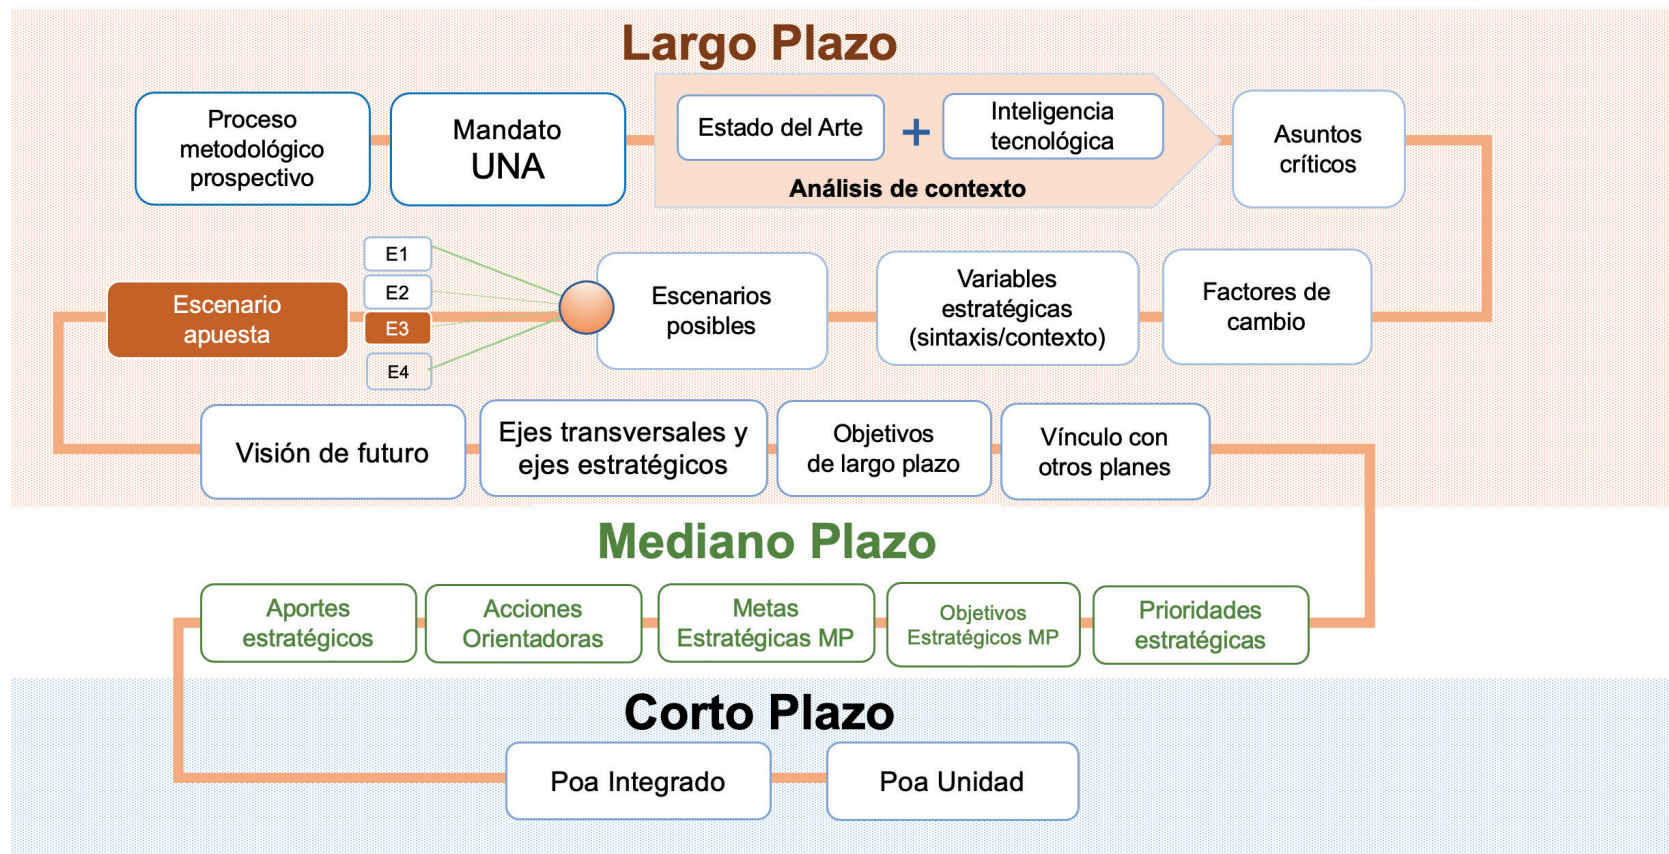 Largo Plazo
Proceso
metodológico
prospectivo
Mandato
UNA
Estado del Arte
+
Inteligencia
tecnológica
Análisis de contexto
Asuntos
críticos
Escenario
apuesta
E1
E2
E3
E4
Escenarios
posibles
Variables
estratégicas
(sintaxis/contexto)
Factores de
cambio
Visión de futuro
Ejes transversales y
ejes estratégicos
Objetivos
de largo plazo
Vínculo con
otros planes
Mediano Plazo
Aportes
estratégicos
Acciones
Orientadoras
Metas
Estratégicas MP
Objetivos
Estratégicos MP
Prioridades
estratégicas
Corto Plazo
Poa Integrado
Poa Unidad